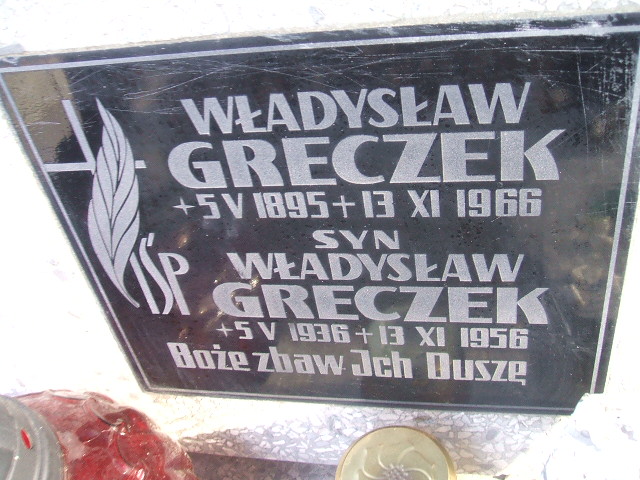 WŁADYSŁAW
GRECZEK
+ 5 V 1895 + 13 XI 1966
SYN
WŁADYSŁAW
GRECZEK
+ 5 V 1936 + 13 XI 1956
Boże zbaw Jch Duszę
ŚP